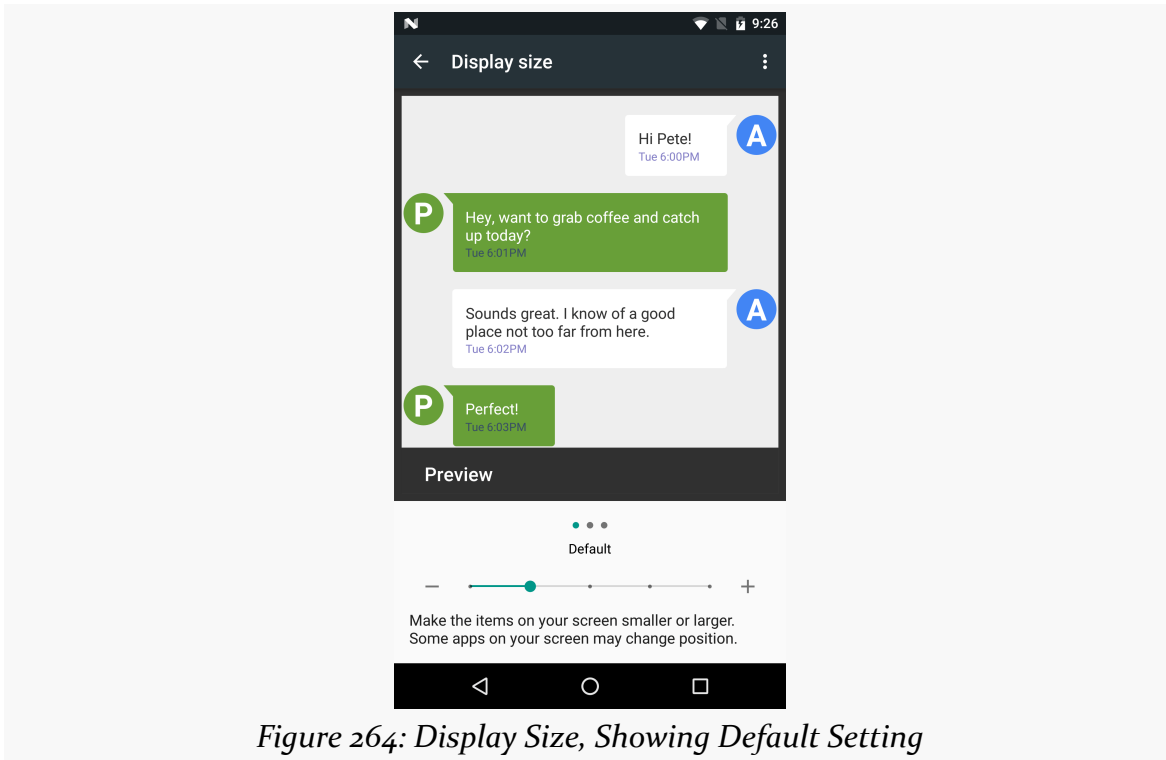 9:26
Display size
Hi Pete!
Tue 6:00PM
A
P
Hey, want to grab coffee and catch
up today?
Tue 6:01PM
Sounds great. I know of a good
place not too far from here.
Tue 6:02PM
A
P
Perfect!
Tue 6:03PM
Preview
Default
Make the items on your screen smaller or larger.
Some apps on your screen may change position.
Figure 264: Display Size, Showing Default Setting